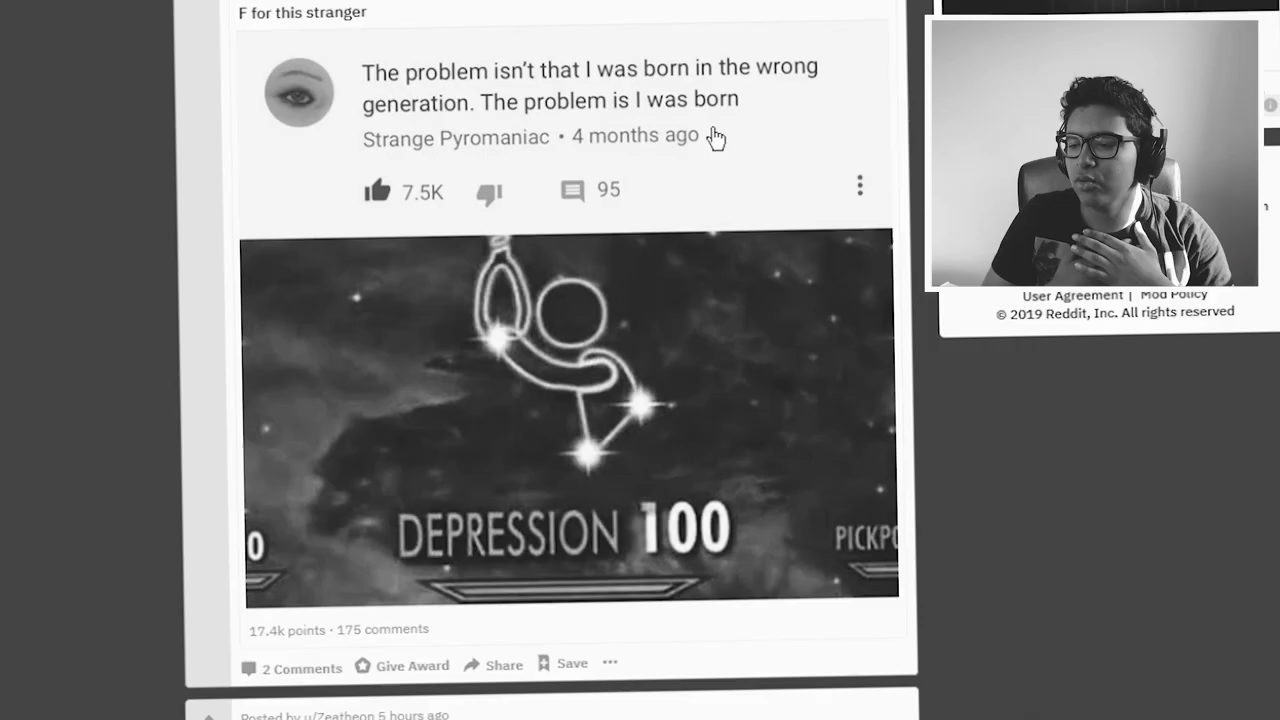 F for this stranger
The problem isn't that I was born in the wrong
generation. The problem is I was born
Strange Pyromaniac • 4 months ago
7.5K
95
DEPRESSION 100
0
17.4k points · 175 comments
2 Comments Give Award Share Save ...
Posted by u/Zeatheon 5 hours ago
User Agreement | Mod Policy
© 2019 Reddit, Inc. All rights reserved